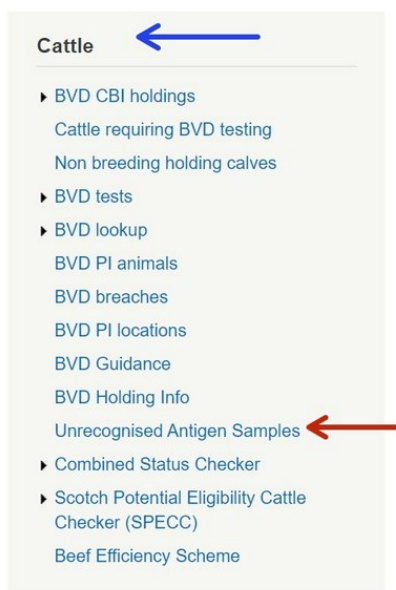 Cattle
BVD CBI holdings
Cattle requiring BVD testing
Non breeding holding calves
BVD tests
BVD lookup
BVD PI animals
BVD breaches
BVD PI locations
BVD Guidance
BVD Holding Info
Unrecognised Antigen Samples
Combined Status Checker
Scotch Potential Eligibility Cattle
Checker (SPECC)
Beef Efficiency Scheme